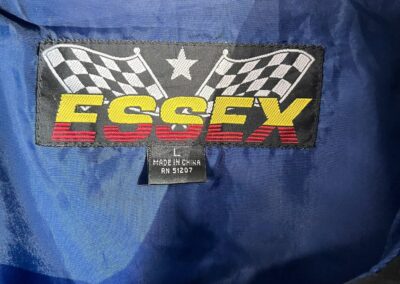 ESSEX
L
MADE IN CHINA
RN 51207